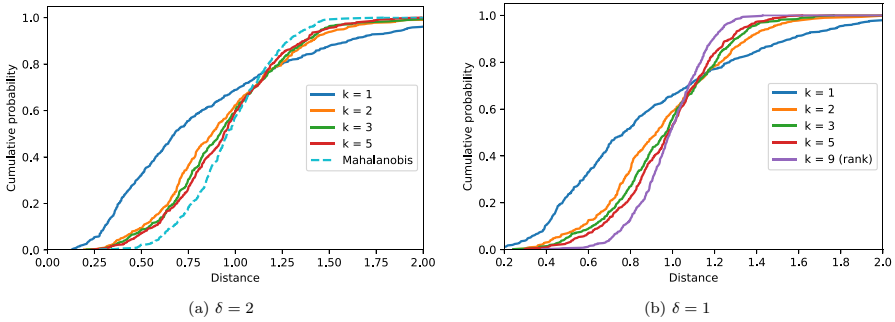 1.0
0.8
0.6
0.4
0.2
0.0
Cumulative probability
0.00 0.25 0.50 0.75 1.00 1.25 1.50 1.75 2.00
Distance
k = 1
k = 2
k = 3
k = 5
Mahalanobis
(a) δ = 2
1.0
0.8
0.6
0.4
0.2
0.0
Cumulative probability
0.2 0.4 0.6 0.8 1.0 1.2 1.4 1.6 1.8 2.0
Distance
k = 1
k = 2
k = 3
k = 5
k = 9 (rank)
(b) δ = 1